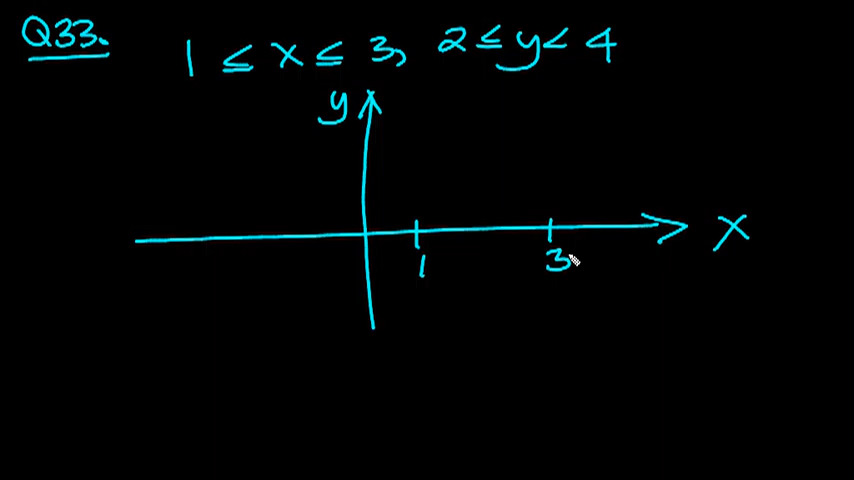 Q33.
1 ≤ x ≤ 3, 2 ≤ y < 4
y
x
1 3